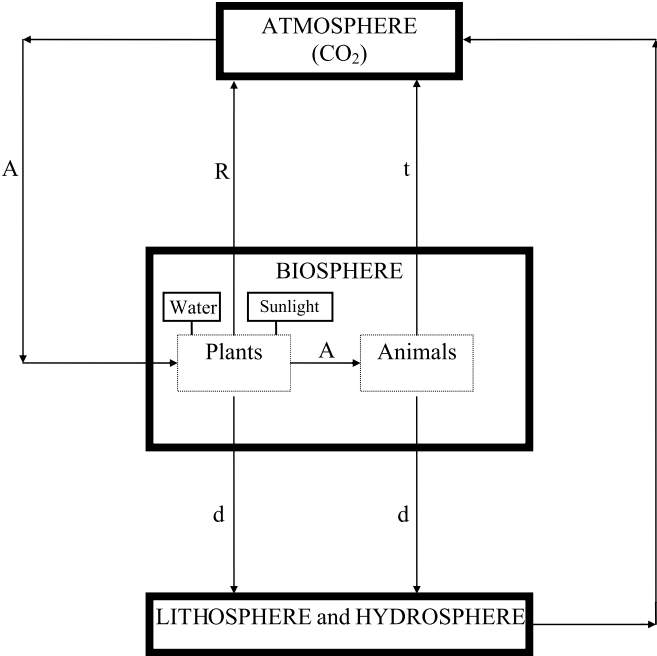 ATMOSPHERE
(CO₂)
A
R
t
BIOSPHERE
Water
Sunlight
Plants
A
Animals
d
d
LITHOSPHERE and HYDROSPHERE